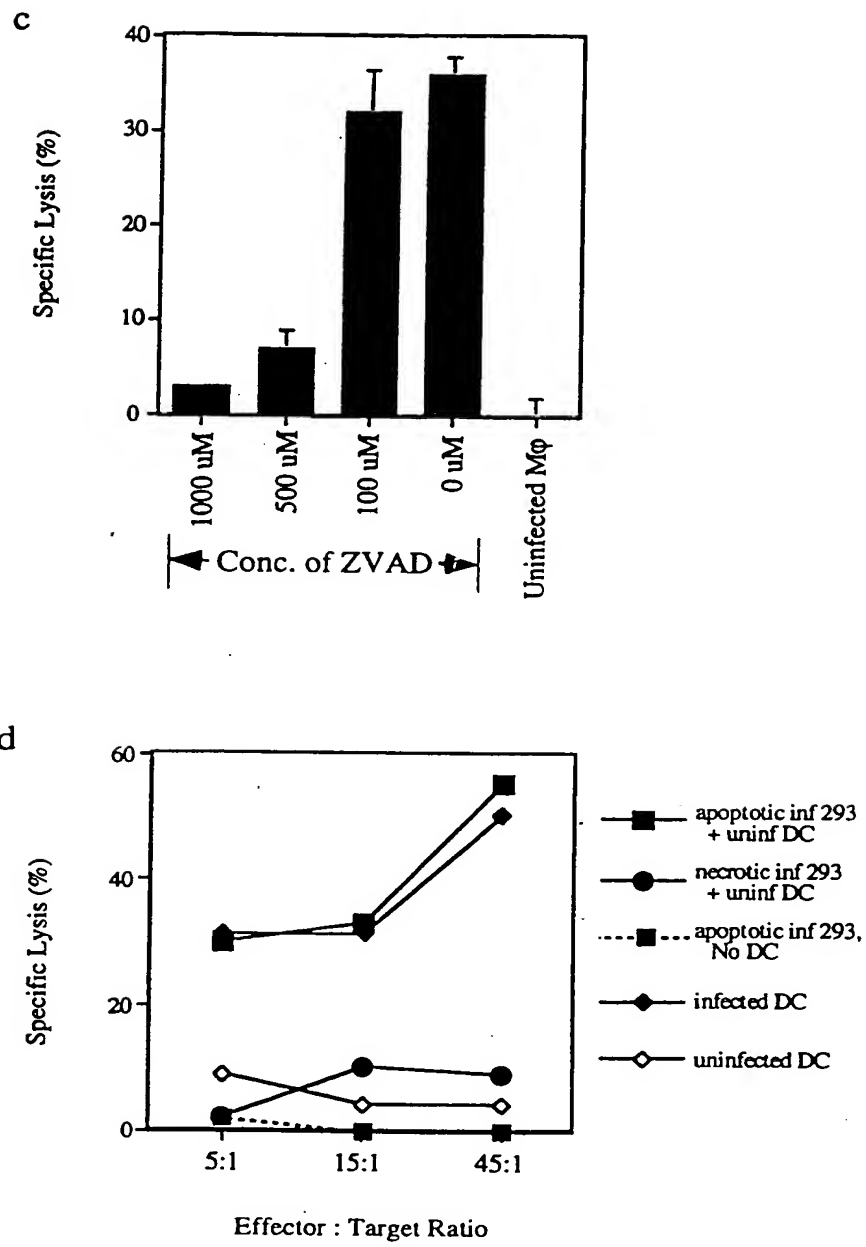 c
40
30
20
10
0
Specific Lysis (%)
1000 uM
500 uM
100 uM
0 uM
Uninfected Mφ
Conc. of ZVAD
d
60
40
20
0
Specific Lysis (%)
5:1
15:1
45:1
Effector : Target Ratio
apoptotic inf 293
+ uninf DC
necrotic inf 293
+ uninf DC
apoptotic inf 293,
No DC
infected DC
uninfected DC